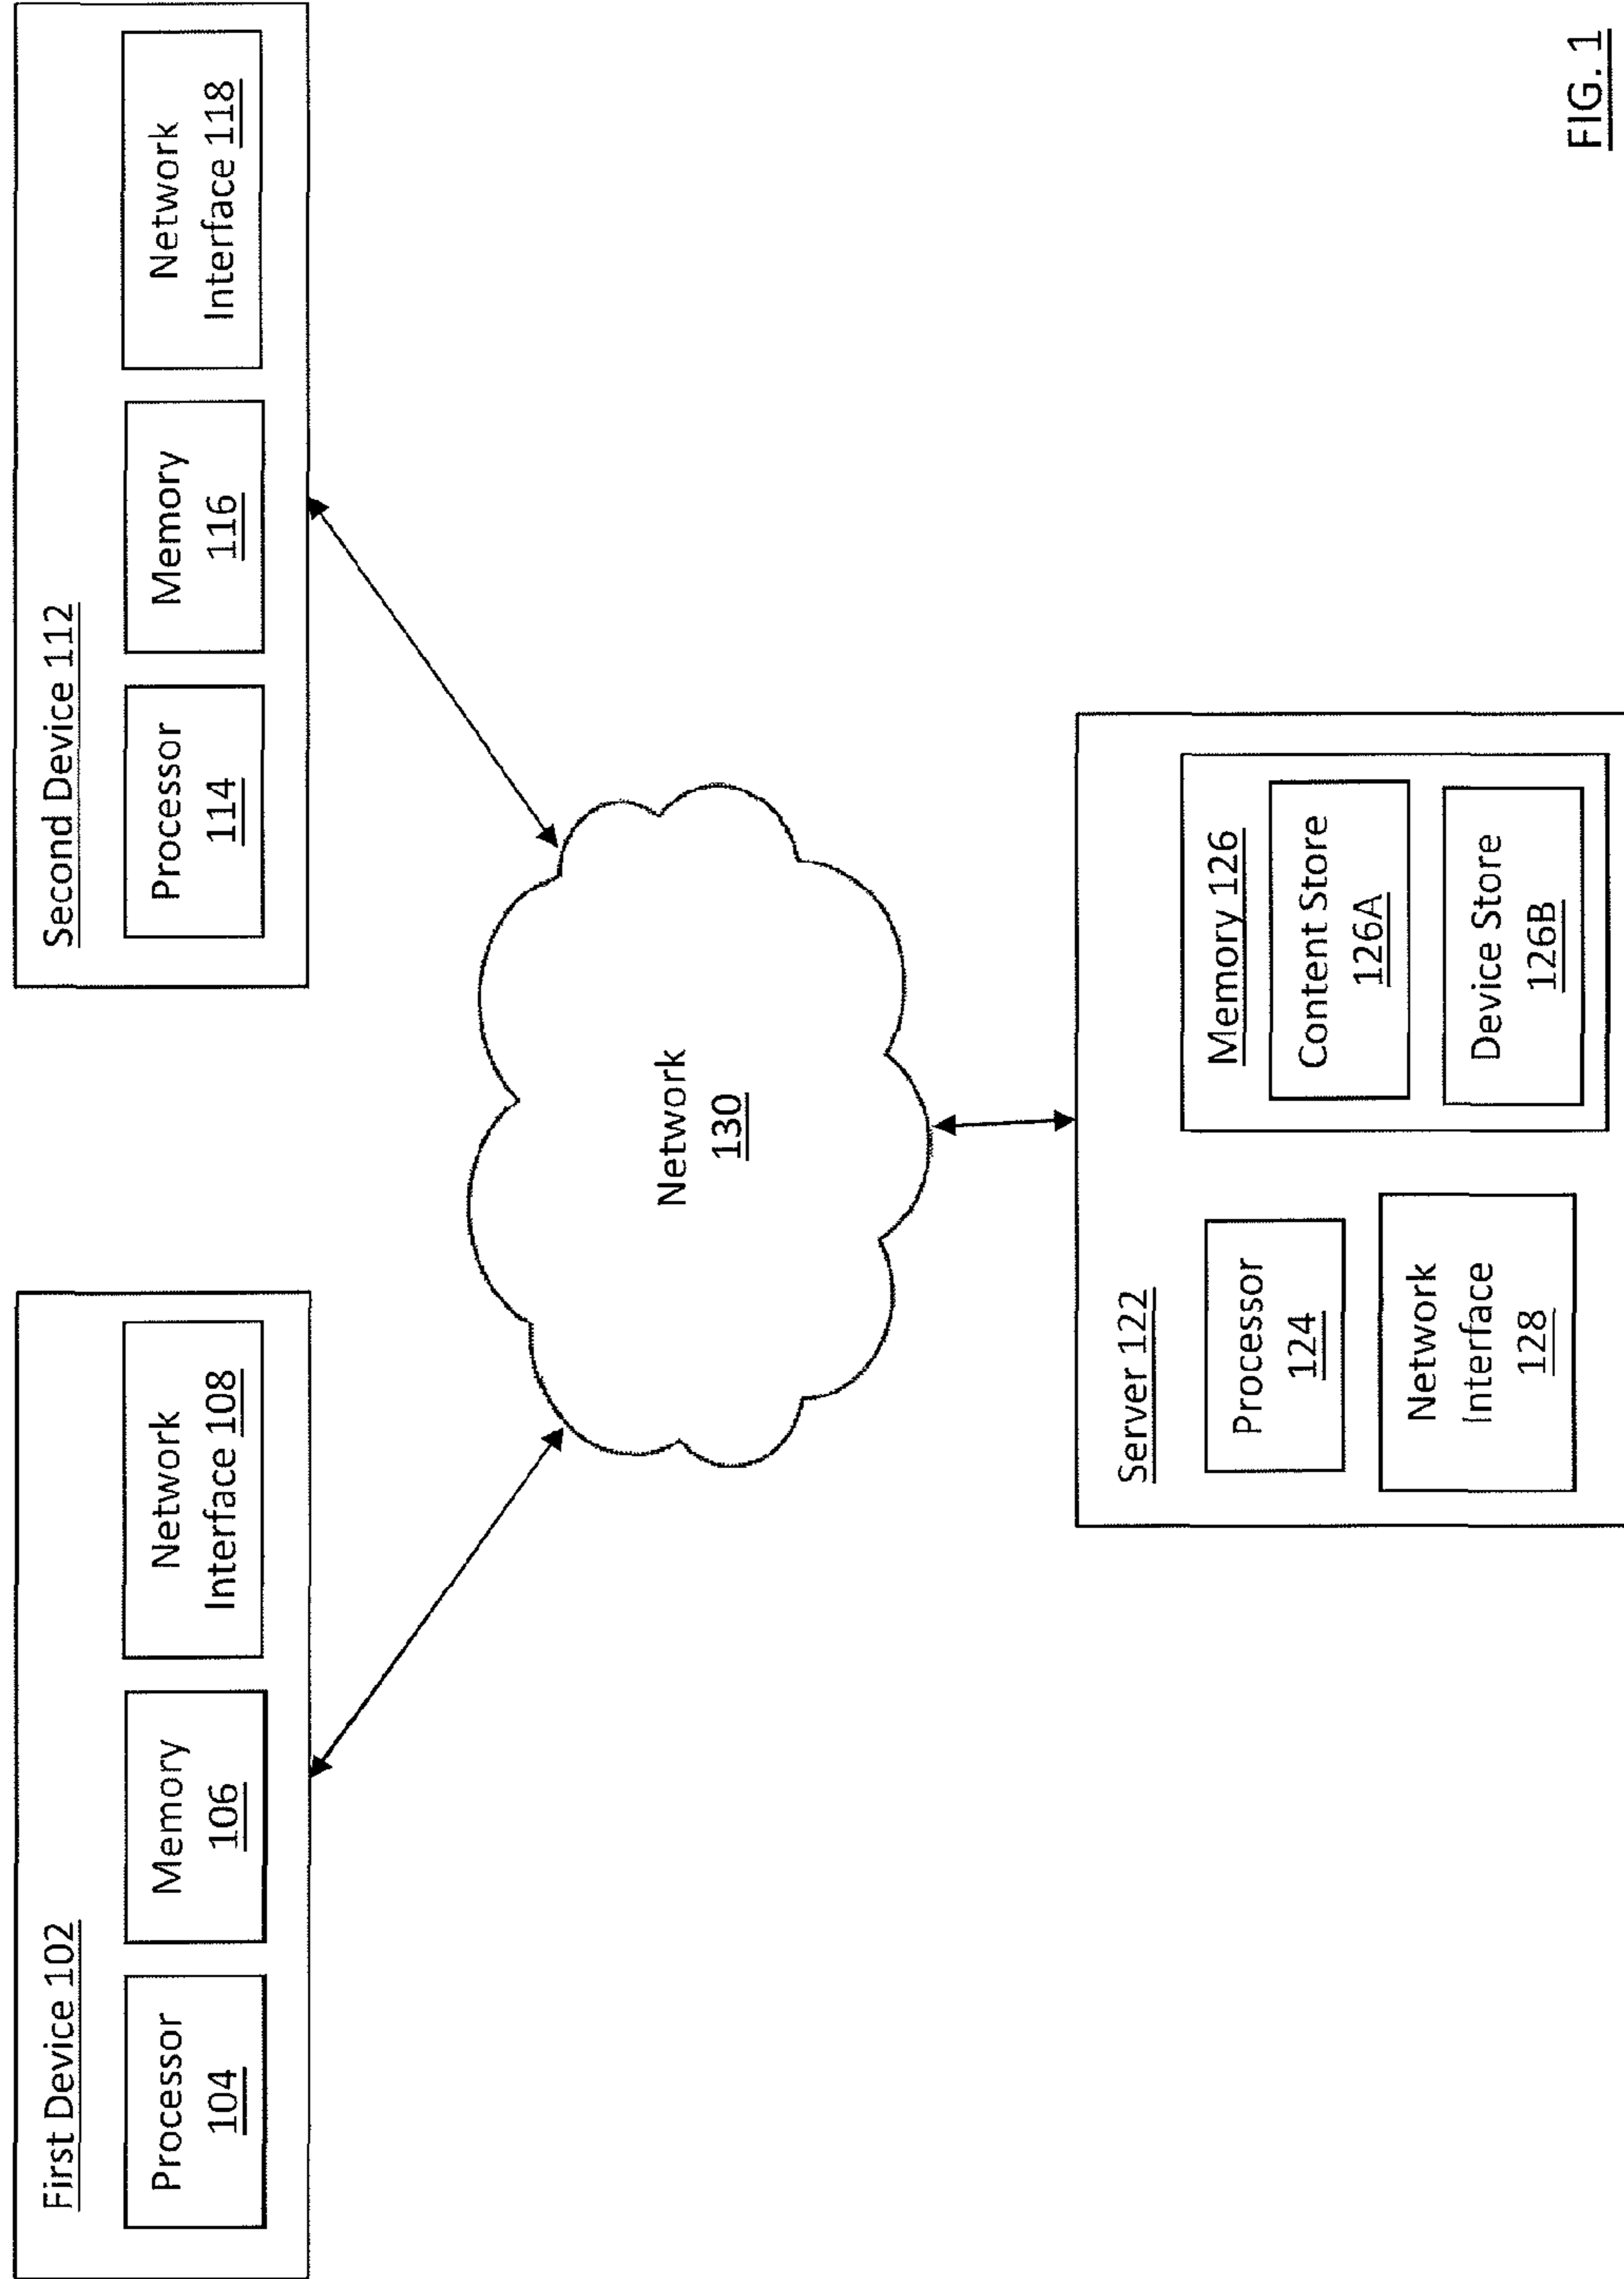 First Device 102
Processor
104
Memory
106
Network
Interface 108
Second Device 112
Processor
114
Memory
116
Network
Interface 118
Network
130
Server 122
Processor
124
Network
Interface
128
Memory 126
Content Store
126A
Device Store
126B
FIG. 1